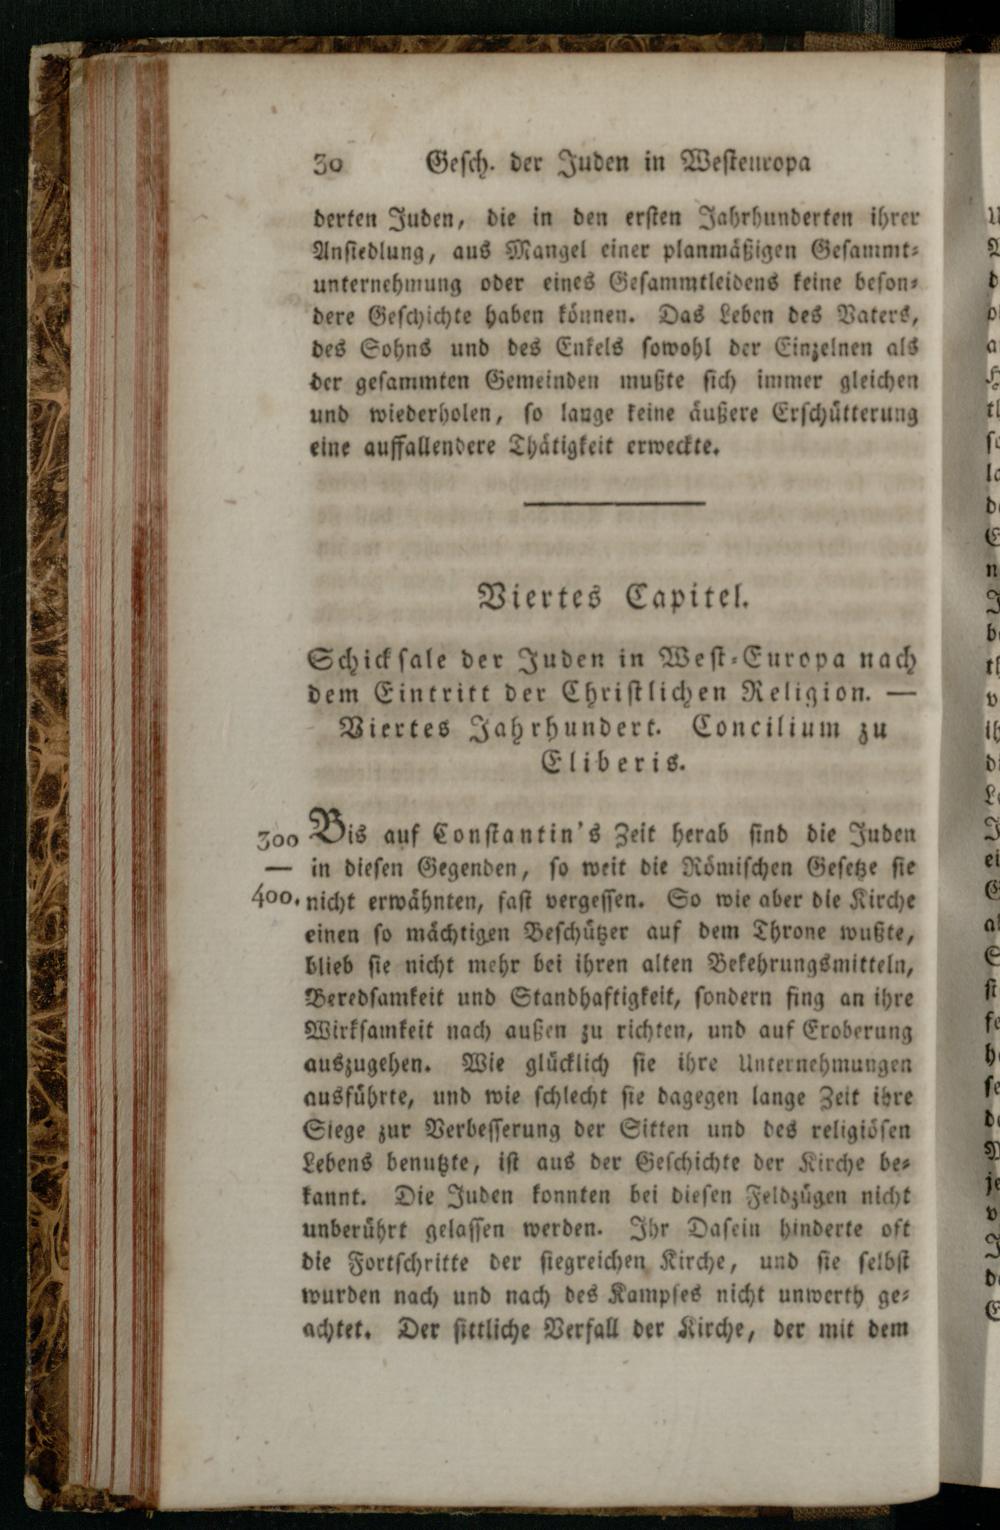 30 Gesch. der Juden in Westeuropa
derten Juden, die in den ersten Jahrhunderten ihrer
Ansiedlung, aus Mangel einer planmäßigen Gesammt-
unternehmung oder eines Gesammtleidens keine beson-
dere Geschichte haben können. Das Leben des Vaters,
des Sohns und des Enkels sowohl der Einzelnen als
der gesammten Gemeinden mußte sich immer gleichen
und wiederholen, so lange keine äußere Erschütterung
eine auffallendere Thätigkeit erweckte.
Viertes Capitel.
Schicksale der Juden in West-Europa nach
dem Eintritt der Christlichen Religion. —
Viertes Jahrhundert. Concilium zu
Eliberis.
300 Bis auf Constantin's Zeit herab sind die Juden
— in diesen Gegenden, so weit die Römischen Gesetze sie
400. nicht erwähnten, fast vergessen. So wie aber die Kirche
einen so mächtigen Beschützer auf dem Throne wußte,
blieb sie nicht mehr bei ihren alten Bekehrungsmitteln,
Beredsamkeit und Standhaftigkeit, sondern fing an ihre
Wirksamkeit nach außen zu richten, und auf Eroberung
auszugehen. Wie glücklich sie ihre Unternehmungen
ausführte, und wie schlecht sie dagegen lange Zeit ihre
Siege zur Verbesserung der Sitten und des religiösen
Lebens benutzte, ist aus der Geschichte der Kirche be-
kannt. Die Juden konnten bei diesen Feldzügen nicht
unberührt gelassen werden. Ihr Dasein hinderte oft
die Fortschritte der siegreichen Kirche, und sie selbst
wurden nach und nach des Kampfes nicht unwerth ge-
achtet. Der sittliche Verfall der Kirche, der mit dem